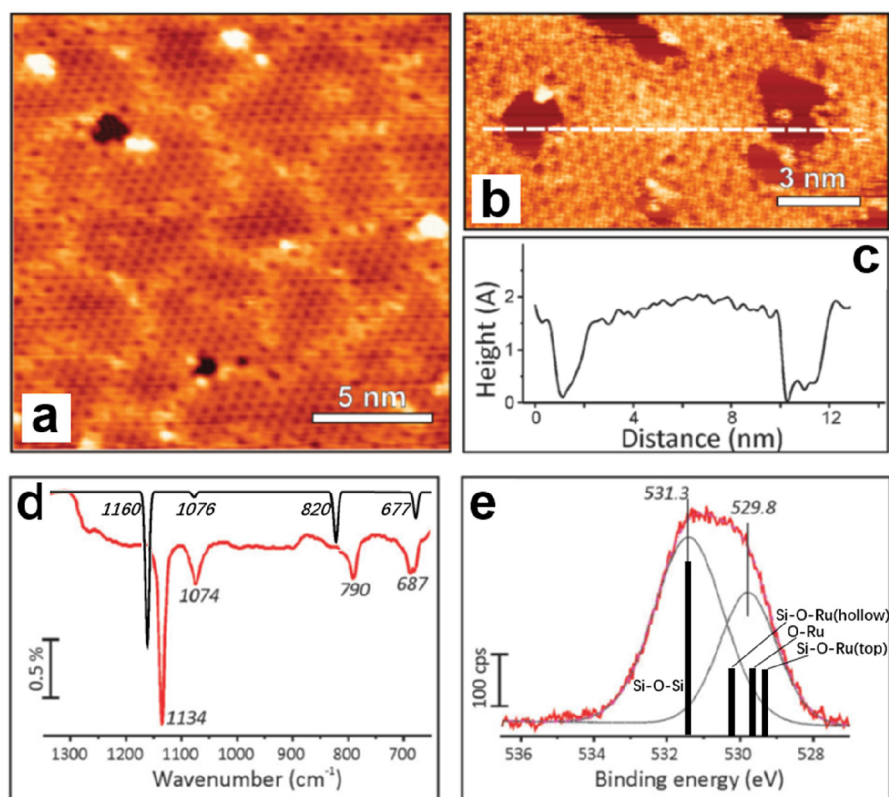 a
5 nm
b
3 nm
c
Height (A)
2
1
0
0
4
8
12
Distance (nm)
d
1160
1076
820
677
1074
790
687
1134
0.5 %
1300
1200
1100
1000
900
800
700
Wavenumber (cm⁻¹)
e
531.3
529.8
Si-O-Ru(hollow)
O-Ru
Si-O-Ru(top)
Si-O-Si
100 cps
536
534
532
530
528
Binding energy (eV)